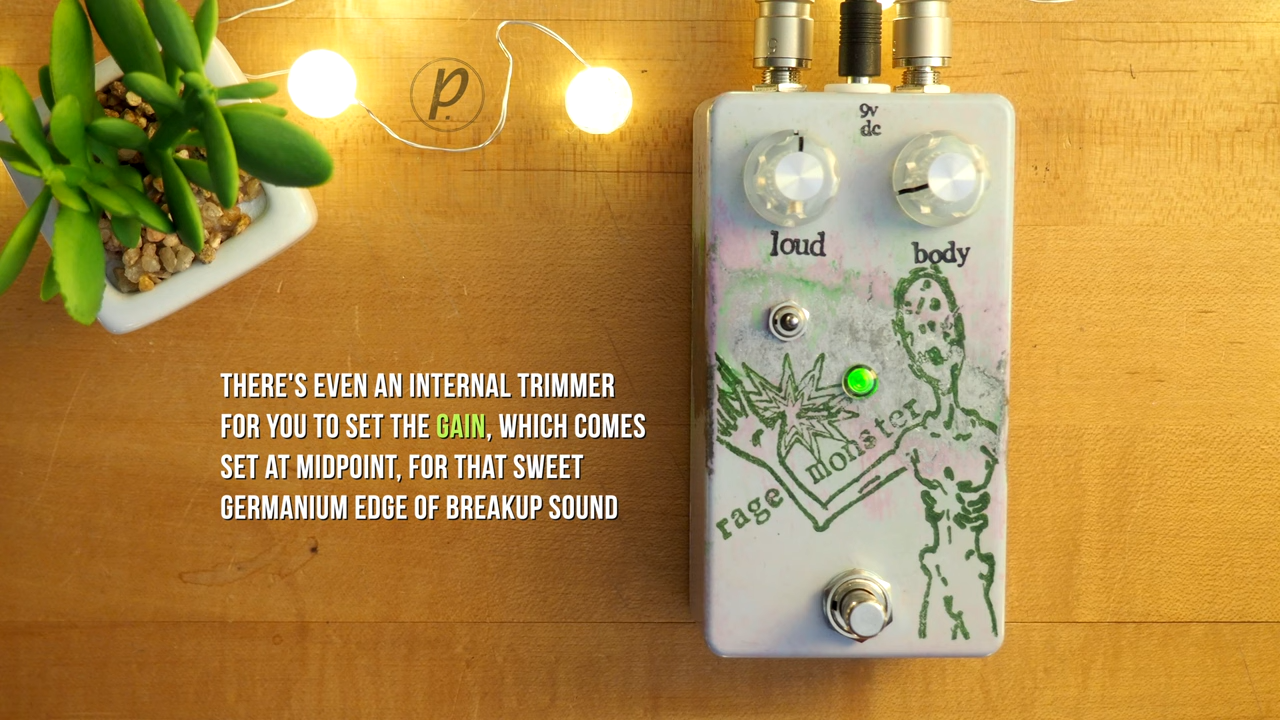 p.
9v
dc
loud
body
THERE'S EVEN AN INTERNAL TRIMMER
FOR YOU TO SET THE GAIN, WHICH COMES
SET AT MIDPOINT, FOR THAT SWEET
GERMANIUM EDGE OF BREAKUP SOUND
rage monster